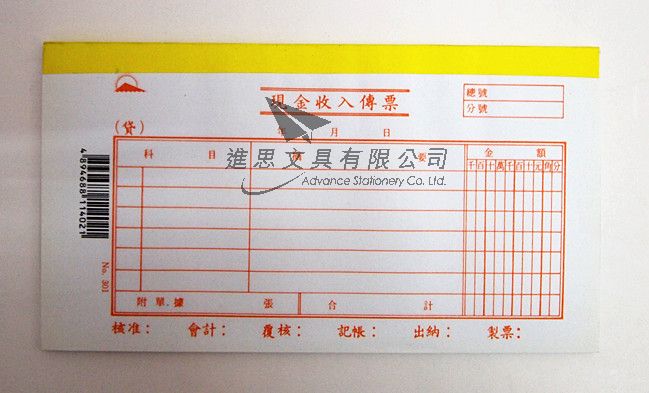 現金收入傳票
總號
分號
(貸)
年 月 日
科 目 摘 要 金 額
千百十萬千百十元角分
進思文具有限公司
Advance Stationery Co. Ltd.
4894688114021
No. 301
附單據 張 合 計
核准: 會計: 覆核: 記帳: 出納: 製票: